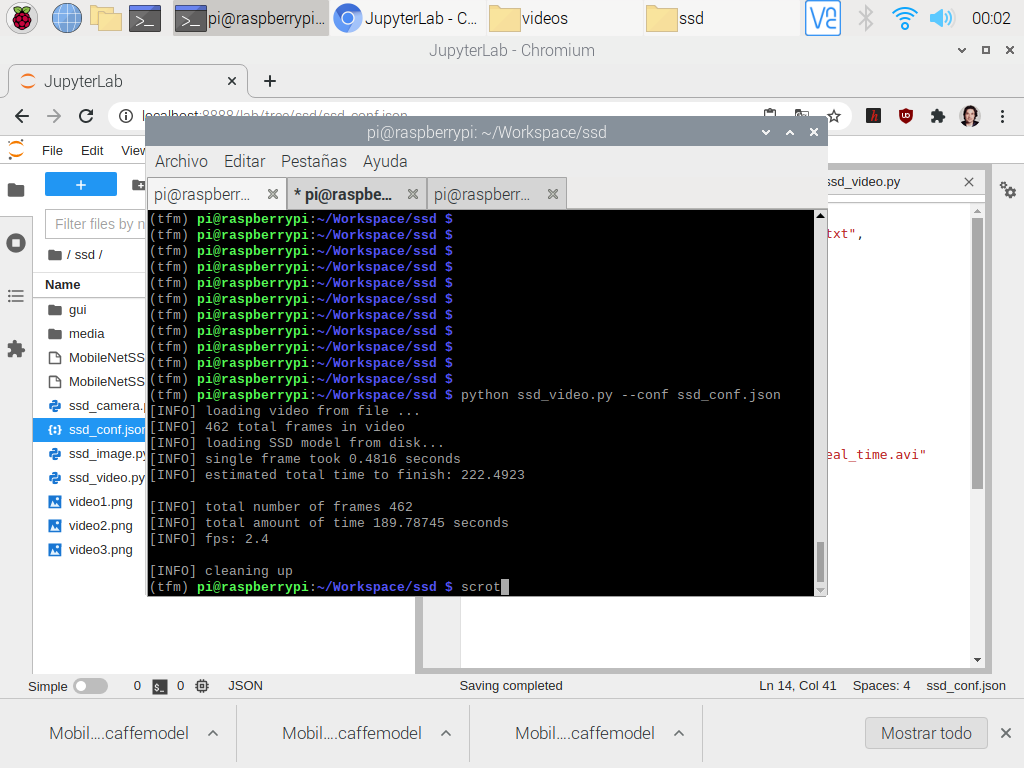 pi@raspberrypi...
JupyterLab - C...
videos
ssd
00:02
JupyterLab - Chromium
JupyterLab
pi@raspberrypi: ~/Workspace/ssd
File
Edit
Archivo
Editar
Pestañas
Ayuda
pi@raspberr...
* pi@raspbe...
pi@raspberr...
ssd_video.py
Filter files by n
/ ssd /
Name
gui
media
MobileNetSS
MobileNetSS
ssd_camera.p
ssd_conf.json
ssd_image.py
ssd_video.py
video1.png
video2.png
video3.png
(tfm) pi@raspberrypi:~/Workspace/ssd $
(tfm) pi@raspberrypi:~/Workspace/ssd $
(tfm) pi@raspberrypi:~/Workspace/ssd $
(tfm) pi@raspberrypi:~/Workspace/ssd $
(tfm) pi@raspberrypi:~/Workspace/ssd $
(tfm) pi@raspberrypi:~/Workspace/ssd $
(tfm) pi@raspberrypi:~/Workspace/ssd $
(tfm) pi@raspberrypi:~/Workspace/ssd $
(tfm) pi@raspberrypi:~/Workspace/ssd $
(tfm) pi@raspberrypi:~/Workspace/ssd $
(tfm) pi@raspberrypi:~/Workspace/ssd $
(tfm) pi@raspberrypi:~/Workspace/ssd $ python ssd_video.py --conf ssd_conf.json
[INFO] loading video from file ...
[INFO] 462 total frames in video
[INFO] loading SSD model from disk...
[INFO] single frame took 0.4816 seconds
[INFO] estimated total time to finish: 222.4923
[INFO] total number of frames 462
[INFO] total amount of time 189.78745 seconds
[INFO] fps: 2.4
[INFO] cleaning up
(tfm) pi@raspberrypi:~/Workspace/ssd $ scrot
txt",
eal_time.avi"
Simple
0
0
JSON
Saving completed
Ln 14, Col 41
Spaces: 4
ssd_conf.json
Mobil....caffemodel
Mobil....caffemodel
Mobil....caffemodel
Mostrar todo